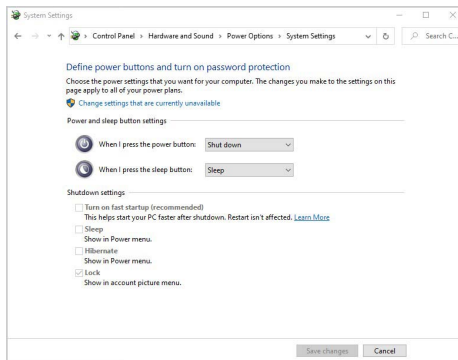 System Settings
Control Panel > Hardware and Sound > Power Options > System Settings
Search C...
Define power buttons and turn on password protection
Choose the power settings that you want for your computer. The changes you make to the settings on this
page apply to all of your power plans.
Change settings that are currently unavailable
Power and sleep button settings
When I press the power button: Shut down
When I press the sleep button: Sleep
Shutdown settings
Turn on fast startup (recommended)
This helps start your PC faster after shutdown. Restart isn't affected. Learn More
Sleep
Show in Power menu.
Hibernate
Show in Power menu.
Lock
Show in account picture menu.
Save changes Cancel